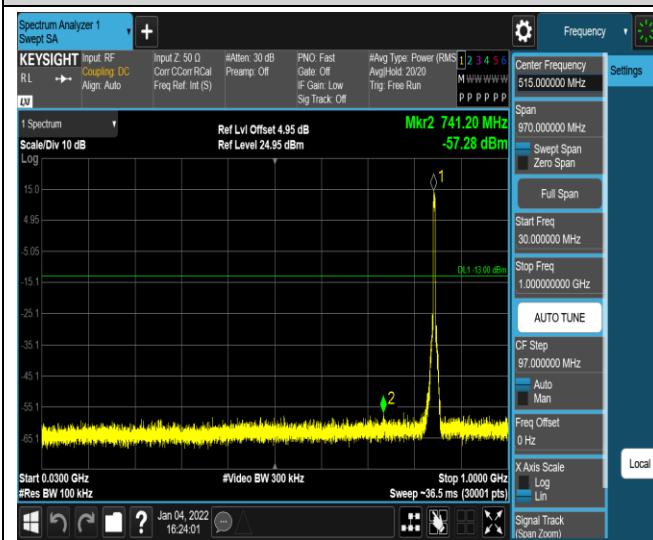 Spectrum Analyzer 1
Swept SA
Frequency
KEYSIGHT
RL
LXI
Input: RF
Coupling: DC
Align: Auto
Input Z: 50 Ω
Corr CCorr RCal
Freq Ref: Int (S)
#Atten: 30 dB
Preamp: Off
PNO: Fast
Gate: Off
IF Gain: Low
Sig Track: Off
#Avg Type: Power (RMS
Avg|Hold: 20/20
Trig: Free Run
1 2 3 4 5 6
M W W W W W
P P P P P P
1 Spectrum
Scale/Div 10 dB
Log
Ref Lvl Offset 4.95 dB
Ref Level 24.95 dBm
Mkr2 741.20 MHz
-57.28 dBm
15.0
4.95
-5.05
-15.1
-25.1
-35.1
-45.1
-55.1
-65.1
1
DL1 -13.00 dBm
2
Start 0.0300 GHz
#Res BW 100 kHz
#Video BW 300 kHz
Stop 1.0000 GHz
Sweep ~36.5 ms (30001 pts)
?
Jan 04, 2022
16:24:01
Center Frequency
515.000000 MHz
Span
970.000000 MHz
Swept Span
Zero Span
Full Span
Start Freq
30.000000 MHz
Stop Freq
1.000000000 GHz
AUTO TUNE
CF Step
97.000000 MHz
Auto
Man
Freq Offset
0 Hz
X Axis Scale
Log
Lin
Signal Track
(Span Zoom)
Settings
Local